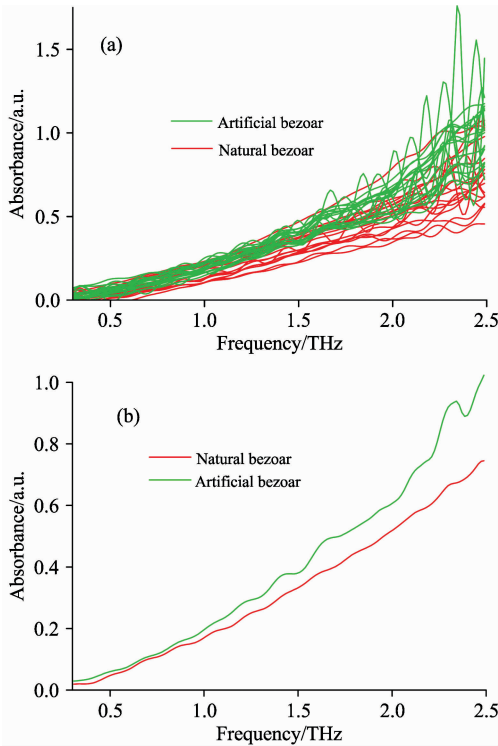 (a)
Absorbance/a.u.
1.5
1.0
0.5
0.0
Artificial bezoar
Natural bezoar
0.5 1.0 1.5 2.0 2.5
Frequency/THz
(b)
Absorbance/a.u.
1.0
0.8
0.6
0.4
0.2
0.0
Natural bezoar
Artificial bezoar
0.5 1.0 1.5 2.0 2.5
Frequency/THz